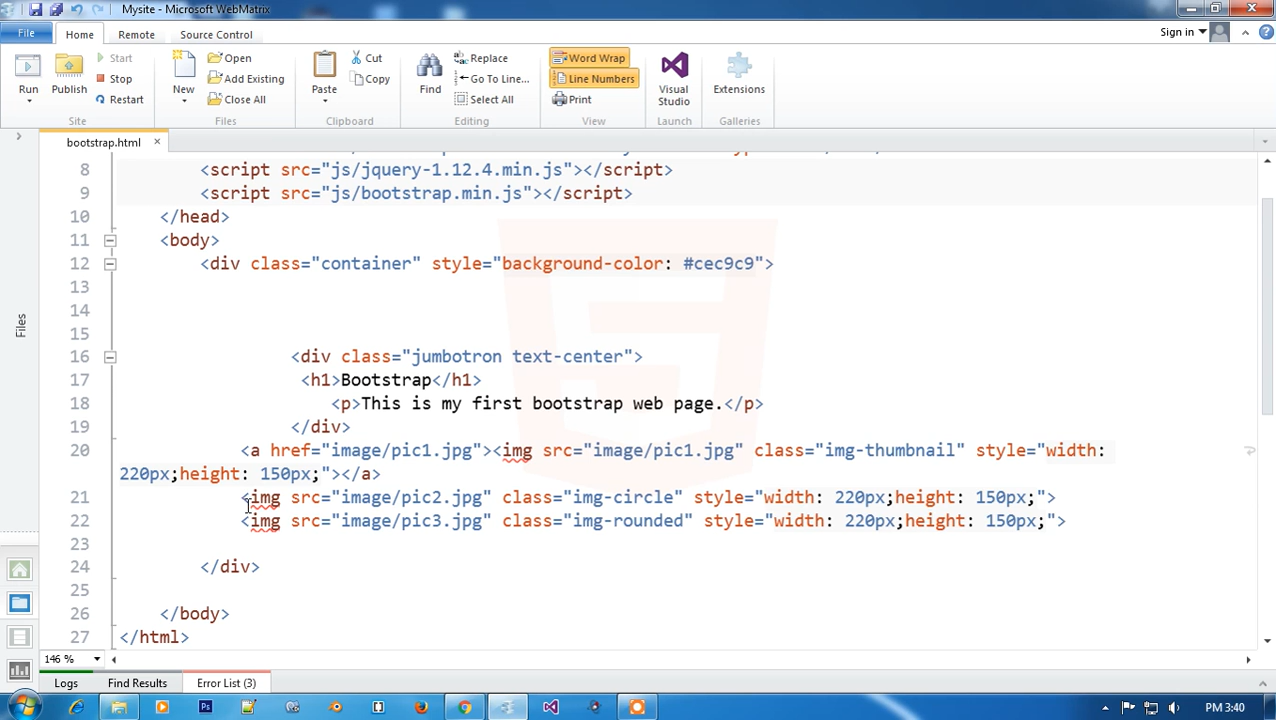 Mysite - Microsoft WebMatrix
File Home Remote Source Control Sign in
Run Publish Start Stop Restart Site
New Open Add Existing Close All Files
Paste Cut Copy Clipboard
Find Replace Go To Line... Select All Editing
Word Wrap Line Numbers Print View
Visual Studio Launch
Extensions Galleries
bootstrap.html
Files
8 <script src="js/jquery-1.12.4.min.js"></script>
9 <script src="js/bootstrap.min.js"></script>
10 </head>
11 <body>
12 <div class="container" style="background-color: #cec9c9">
13
14
15
16 <div class="jumbotron text-center">
17 <h1>Bootstrap</h1>
18 <p>This is my first bootstrap web page.</p>
19 </div>
20 <a href="image/pic1.jpg"><img src="image/pic1.jpg" class="img-thumbnail" style="width:
220px;height: 150px;"></a>
21 <img src="image/pic2.jpg" class="img-circle" style="width: 220px;height: 150px;">
22 <img src="image/pic3.jpg" class="img-rounded" style="width: 220px;height: 150px;">
23
24 </div>
25
26 </body>
27 </html>
146 %
Logs Find Results Error List (3)
PM 3:40